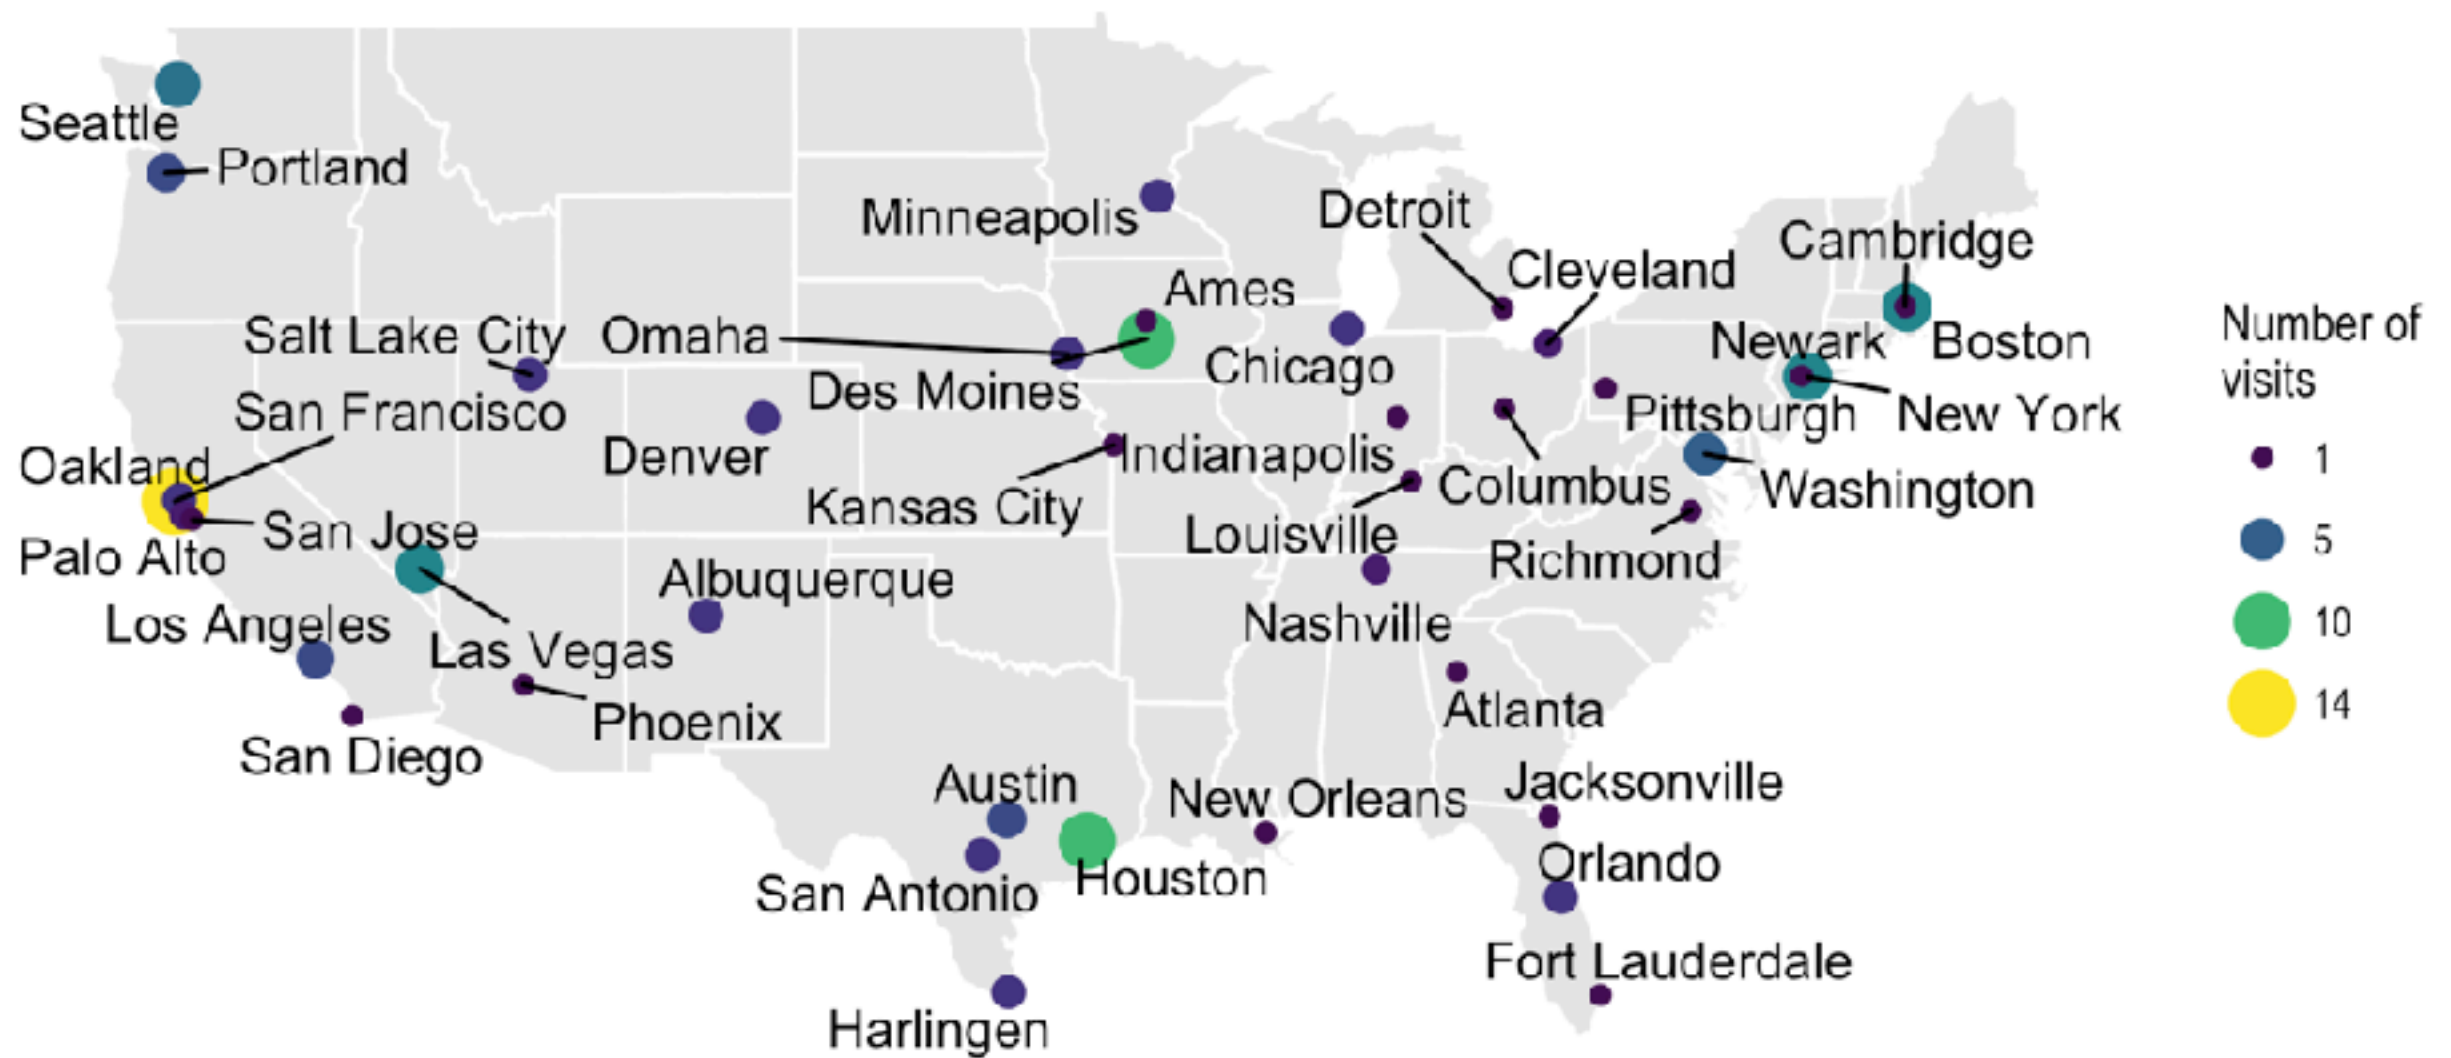 Seattle
Portland
Minneapolis
Detroit
Cleveland
Cambridge
Ames
Salt Lake City
Omaha
Newark
Boston
Chicago
Des Moines
San Francisco
Pittsburgh
New York
Denver
Indianapolis
Oakland
Columbus
Washington
Kansas City
San Jose
Louisville
Palo Alto
Richmond
Albuquerque
Los Angeles
Las Vegas
Nashville
Phoenix
Atlanta
San Diego
Austin
New Orleans
Jacksonville
Orlando
San Antonio
Houston
Fort Lauderdale
Harlingen
Number of
visits
1
5
10
14